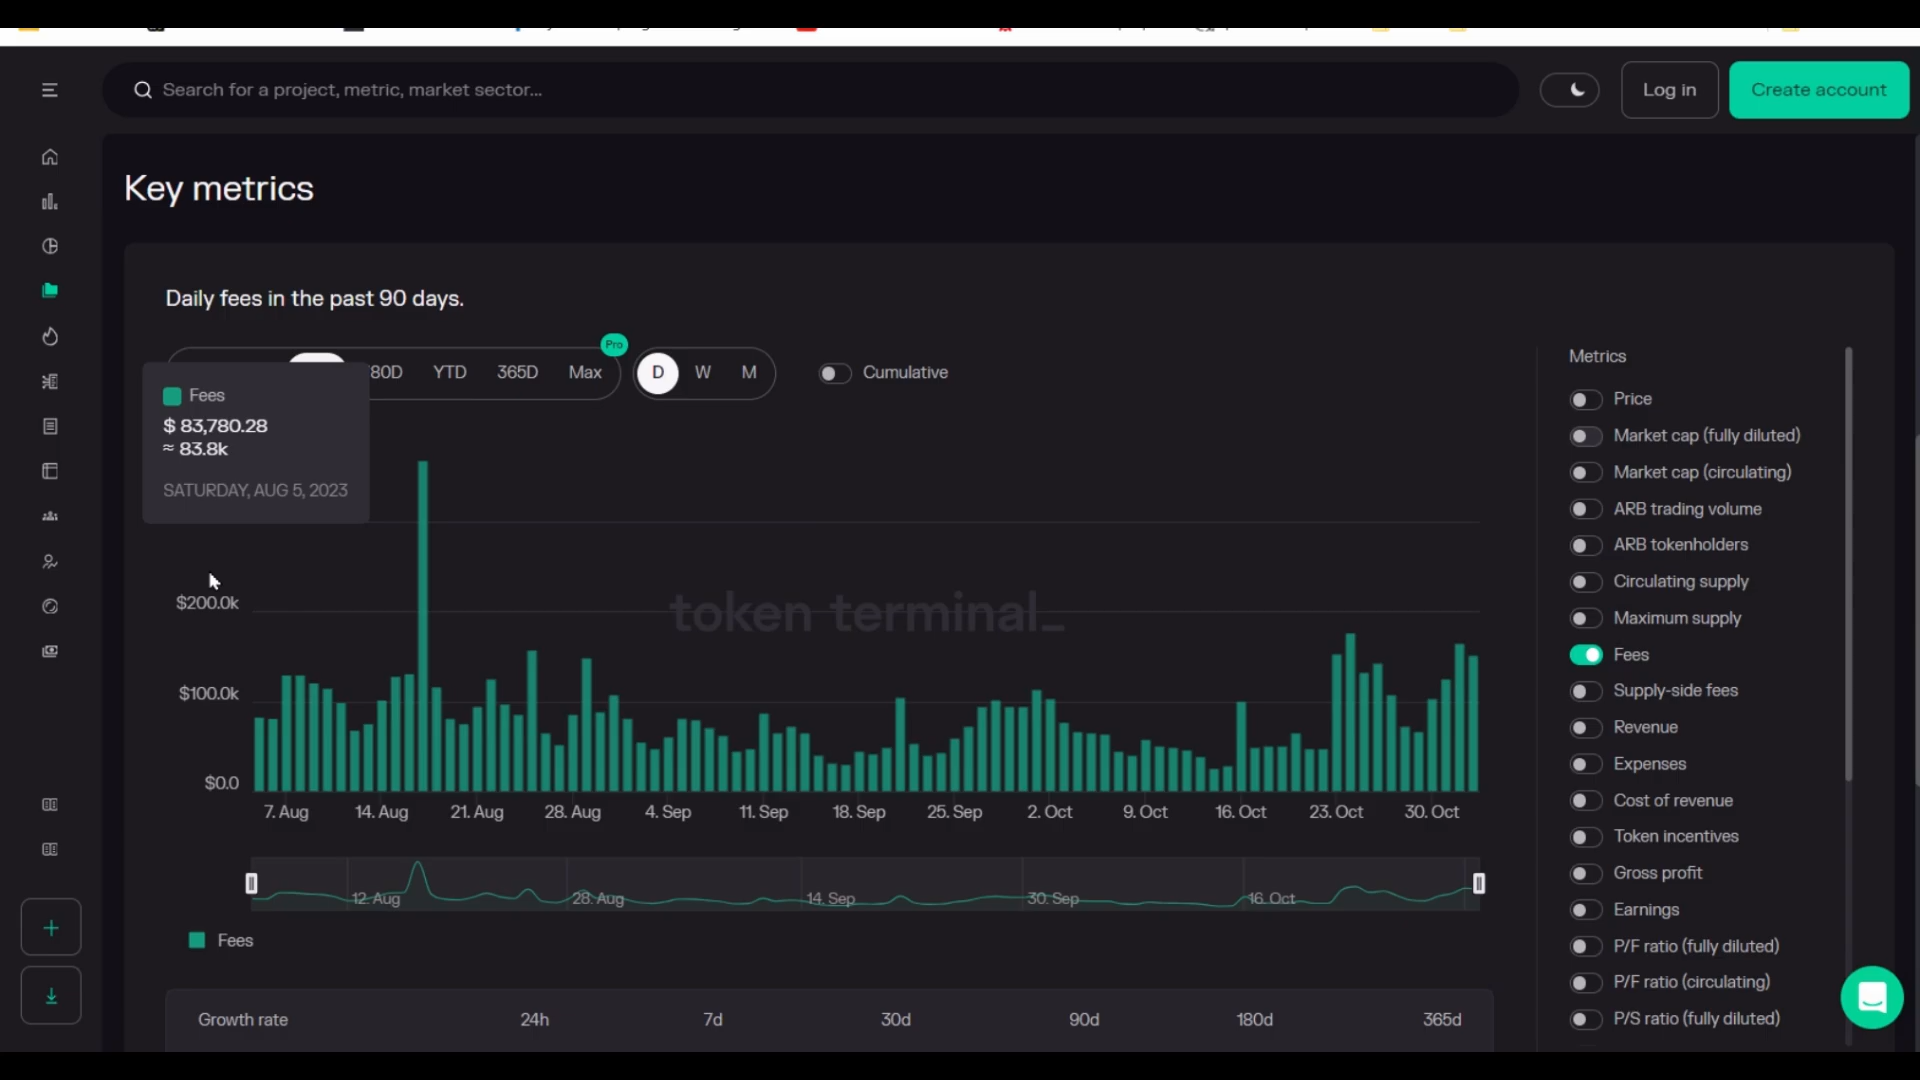 Search for a project, metric, market sector...
Log in
Create account
Key metrics
Daily fees in the past 90 days.
Pro
80D YTD 365D Max
D W M
Cumulative
Fees
$ 83,780.28
≈ 83.8k
SATURDAY, AUG 5, 2023
$200.0k
$100.0k
$0.0
token terminal_
7. Aug 14. Aug 21. Aug 28. Aug 4. Sep 11. Sep 18. Sep 25. Sep 2. Oct 9. Oct 16. Oct 23. Oct 30. Oct
12. Aug 28. Aug 14. Sep 30. Sep 16. Oct
Fees
Growth rate 24h 7d 30d 90d 180d 365d
Metrics
Price
Market cap (fully diluted)
Market cap (circulating)
ARB trading volume
ARB tokenholders
Circulating supply
Maximum supply
Fees
Supply-side fees
Revenue
Expenses
Cost of revenue
Token incentives
Gross profit
Earnings
P/F ratio (fully diluted)
P/F ratio (circulating)
P/S ratio (fully diluted)